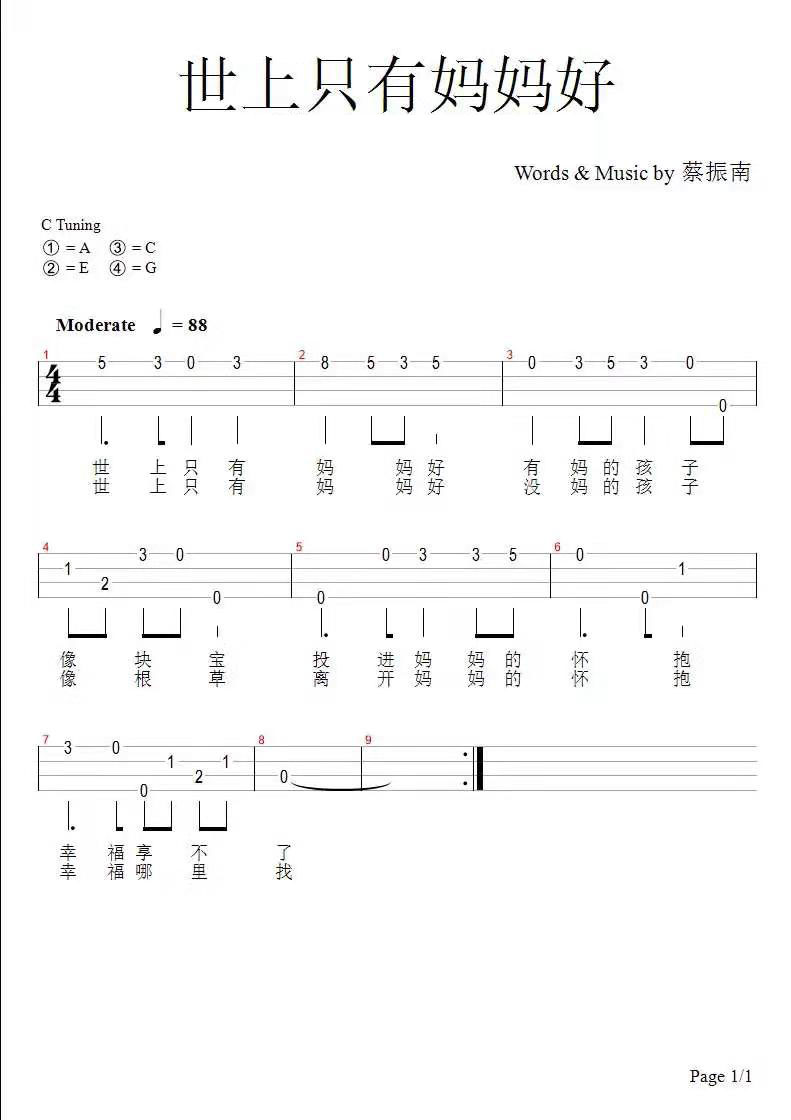 世上只有妈妈好
Words & Music by 蔡振南
C Tuning
① = A ③ = C
② = E ④ = G
Moderate ♩ = 88
1 5 3 0 3 2 8 5 3 5 3 0 3 5 3 0 0
4 4
世 上 只 有 妈 妈 好 有 妈 的 孩 子
世 上 只 有 妈 妈 好 没 妈 的 孩 子
4 1 2 3 0 0 5 0 0 3 3 5 6 0 0 1
像 块 宝 投 进 妈 妈 的 怀 抱
像 根 草 离 开 妈 妈 的 怀 抱
7 3 0 0 1 2 1 8 0 9
幸 福 享 不 了
幸 福 哪 里 找
Page 1/1